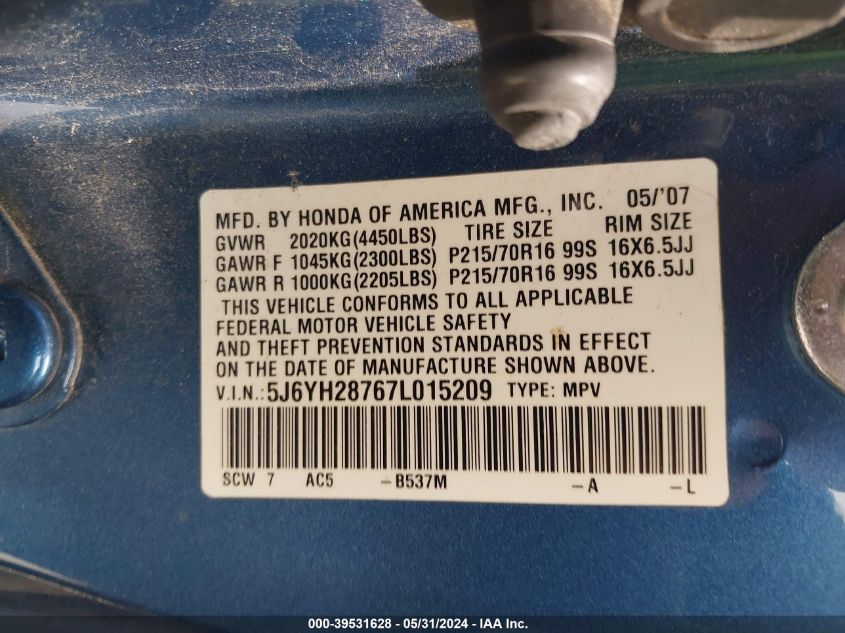 MFD. BY HONDA OF AMERICA MFG., INC. 05/'07
GVWR 2020KG(4450LBS) TIRE SIZE RIM SIZE
GAWR F 1045KG(2300LBS) P215/70R16 99S 16X6.5JJ
GAWR R 1000KG(2205LBS) P215/70R16 99S 16X6.5JJ
THIS VEHICLE CONFORMS TO ALL APPLICABLE
FEDERAL MOTOR VEHICLE SAFETY
AND THEFT PREVENTION STANDARDS IN EFFECT
ON THE DATE OF MANUFACTURE SHOWN ABOVE.
V.I.N.:5J6YH28767L015209 TYPE: MPV
SCW 7 AC5 -B537M -A -L
000-39531628 - 05/31/2024 - IAA Inc.